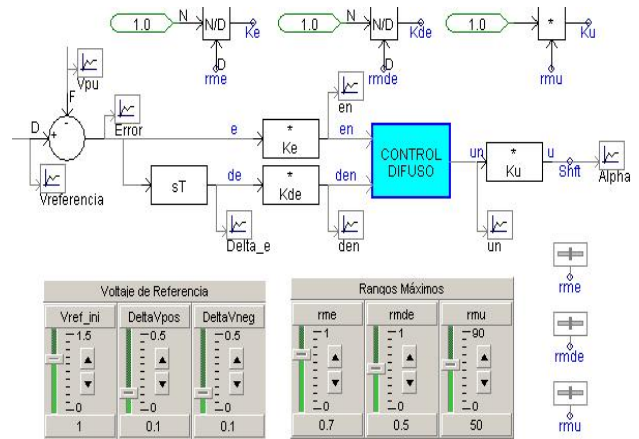 1.0 N N/D Ke 1.0 N N/D Kde 1.0 * Ku
D D
rme rmde rmu
Vpu
F
D + - Error e * Ke en en CONTROL DIFUSO un * Ku u Shft Alpha
Vreferencia
sT de * Kde den
Delta_e den un
rme
rmde
rmu
Voltaje de Referencia
Vref_ini DeltaVpos DeltaVneg
1.5 0.5 0.5
0 0 0
1 0.1 0.1
Rangos Máximos
rme rmde rmu
1 1 90
0 0 0
0.7 0.5 50